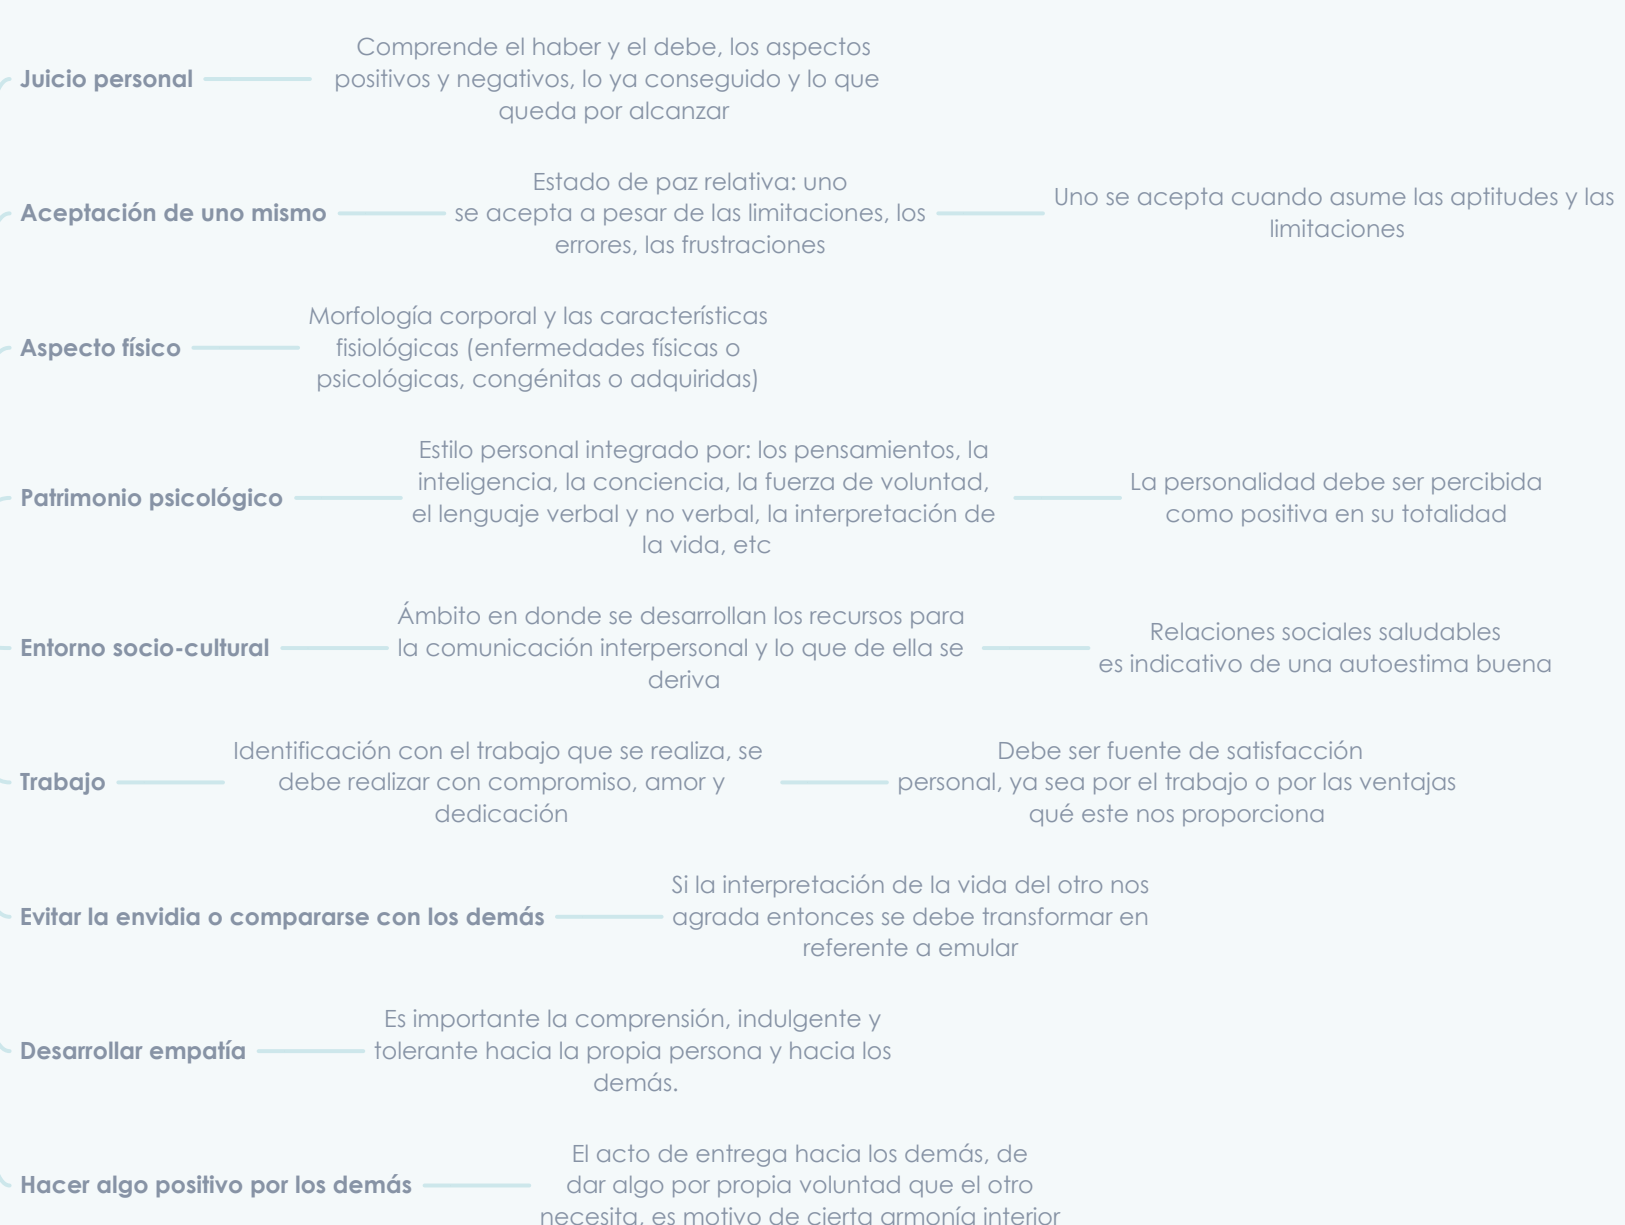 Juicio personal
Comprende el haber y el debe, los aspectos
positivos y negativos, lo ya conseguido y lo que
queda por alcanzar
Aceptación de uno mismo
Estado de paz relativa: uno
se acepta a pesar de las limitaciones, los
errores, las frustraciones
Uno se acepta cuando asume las aptitudes y las
limitaciones
Aspecto físico
Morfología corporal y las características
fisiológicas (enfermedades físicas o
psicológicas, congénitas o adquiridas)
Patrimonio psicológico
Estilo personal integrado por: los pensamientos, la
inteligencia, la conciencia, la fuerza de voluntad,
el lenguaje verbal y no verbal, la interpretación de
la vida, etc
La personalidad debe ser percibida
como positiva en su totalidad
Entorno socio-cultural
Ámbito en donde se desarrollan los recursos para
la comunicación interpersonal y lo que de ella se
deriva
Relaciones sociales saludables
es indicativo de una autoestima buena
Trabajo
Identificación con el trabajo que se realiza, se
debe realizar con compromiso, amor y
dedicación
Debe ser fuente de satisfacción
personal, ya sea por el trabajo o por las ventajas
qué este nos proporciona
Evitar la envidia o compararse con los demás
Si la interpretación de la vida del otro nos
agrada entonces se debe transformar en
referente a emular
Desarrollar empatía
Es importante la comprensión, indulgente y
tolerante hacia la propia persona y hacia los
demás.
Hacer algo positivo por los demás
El acto de entrega hacia los demás, de
dar algo por propia voluntad que el otro
necesita, es motivo de cierta armonía interior